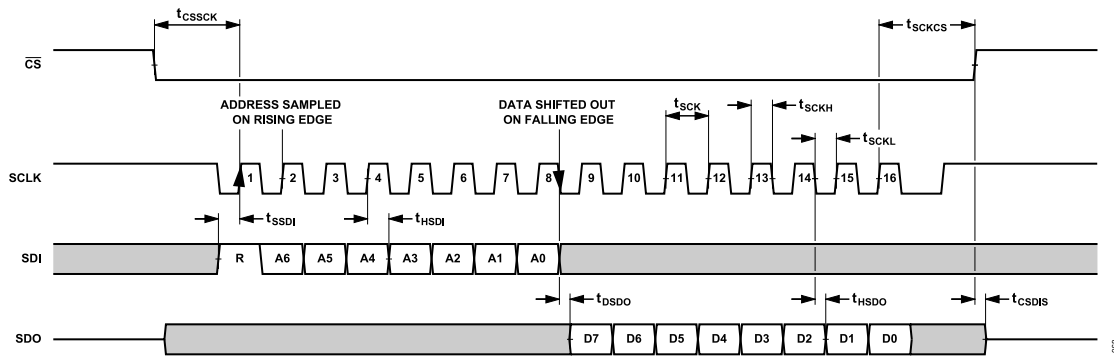 tCSSCK
tSCKCS
CS
ADDRESS SAMPLED
ON RISING EDGE
DATA SHIFTED OUT
ON FALLING EDGE
tSCK
tSCKH
tSCKL
SCLK
1 2 3 4 5 6 7 8 9 10 11 12 13 14 15 16
tSSDI
tHSDI
SDI
R A6 A5 A4 A3 A2 A1 A0
tDSDO
tHSDO
tCSDIS
SDO
D7 D6 D5 D4 D3 D2 D1 D0